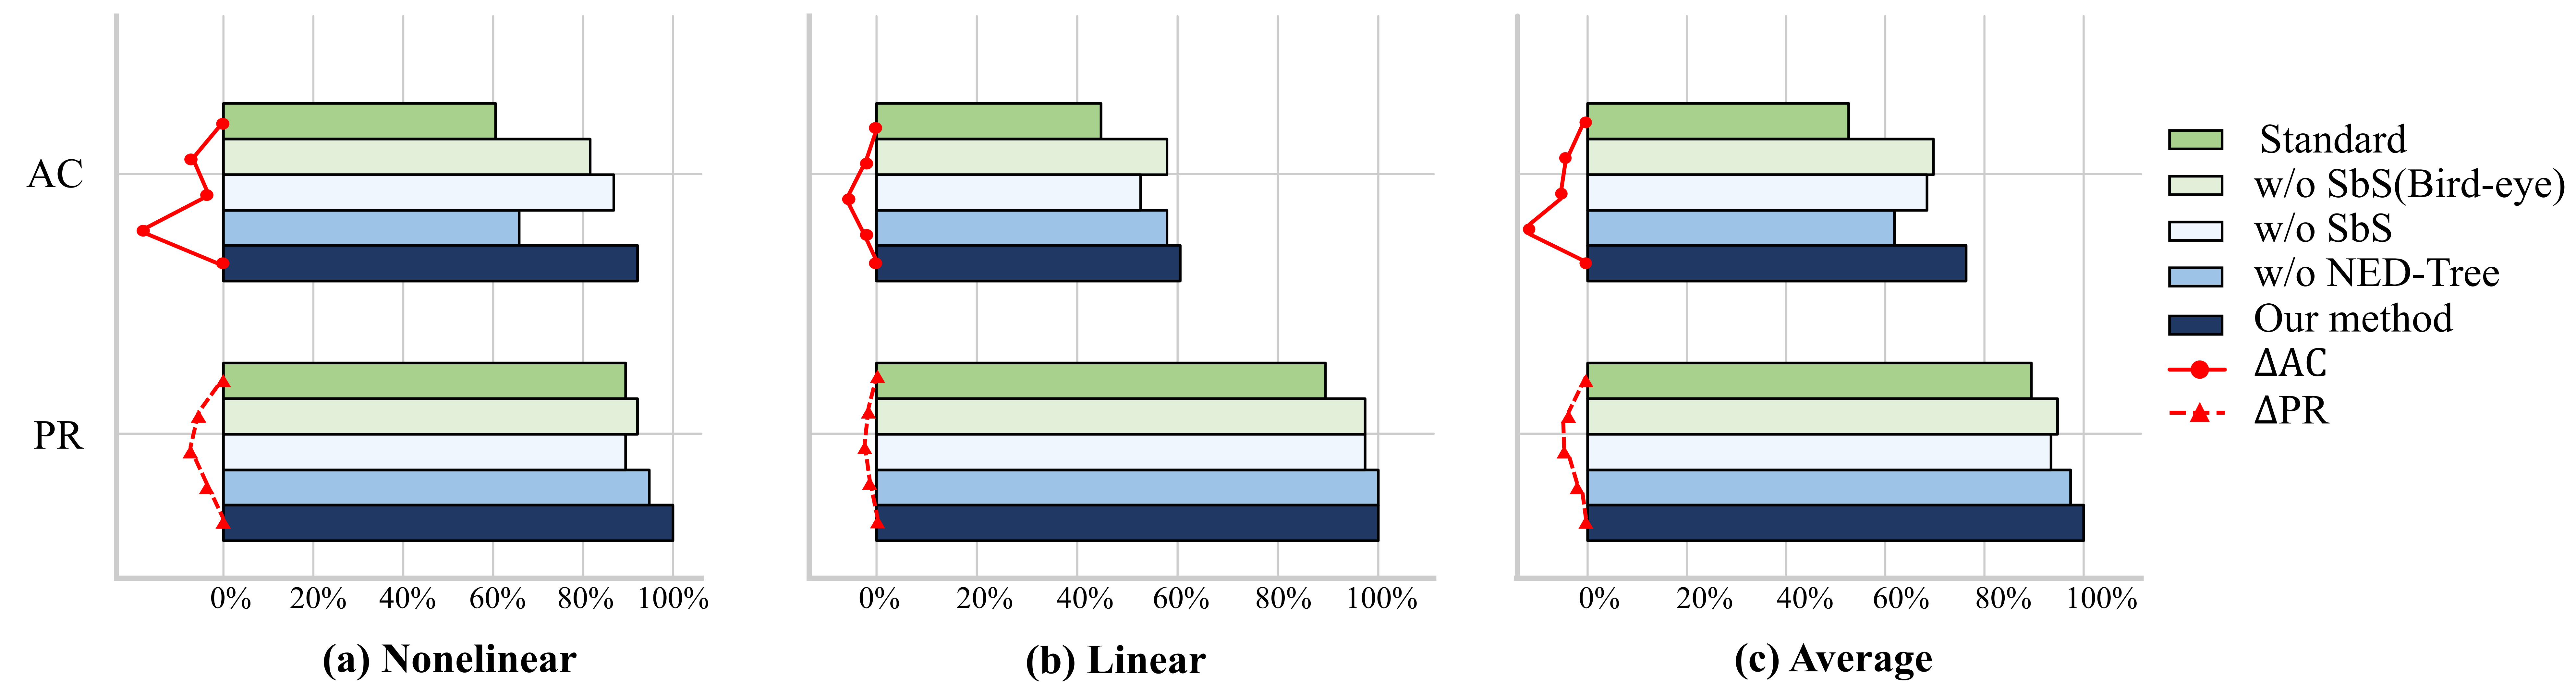 AC
PR
0% 20% 40% 60% 80% 100%
(a) Nonelinear
0% 20% 40% 60% 80% 100%
(b) Linear
0% 20% 40% 60% 80% 100%
(c) Average
Standard
w/o SbS(Bird-eye)
w/o SbS
w/o NED-Tree
Our method
ΔAC
ΔPR